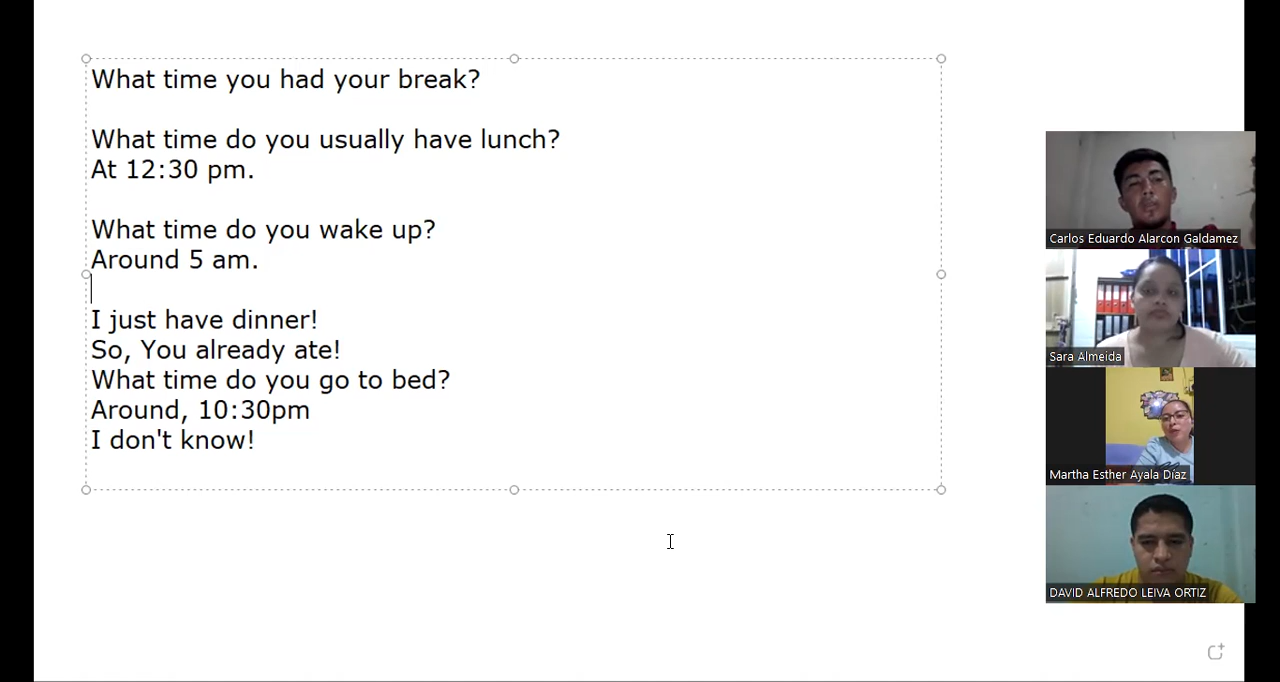 What time you had your break?
What time do you usually have lunch?
At 12:30 pm.
What time do you wake up?
Around 5 am.
I just have dinner!
So, You already ate!
What time do you go to bed?
Around, 10:30pm
I don't know!
Carlos Eduardo Alarcon Galdamez
Sara Almeida
Martha Esther Ayala Díaz
DAVID ALFREDO LEIVA ORTIZ